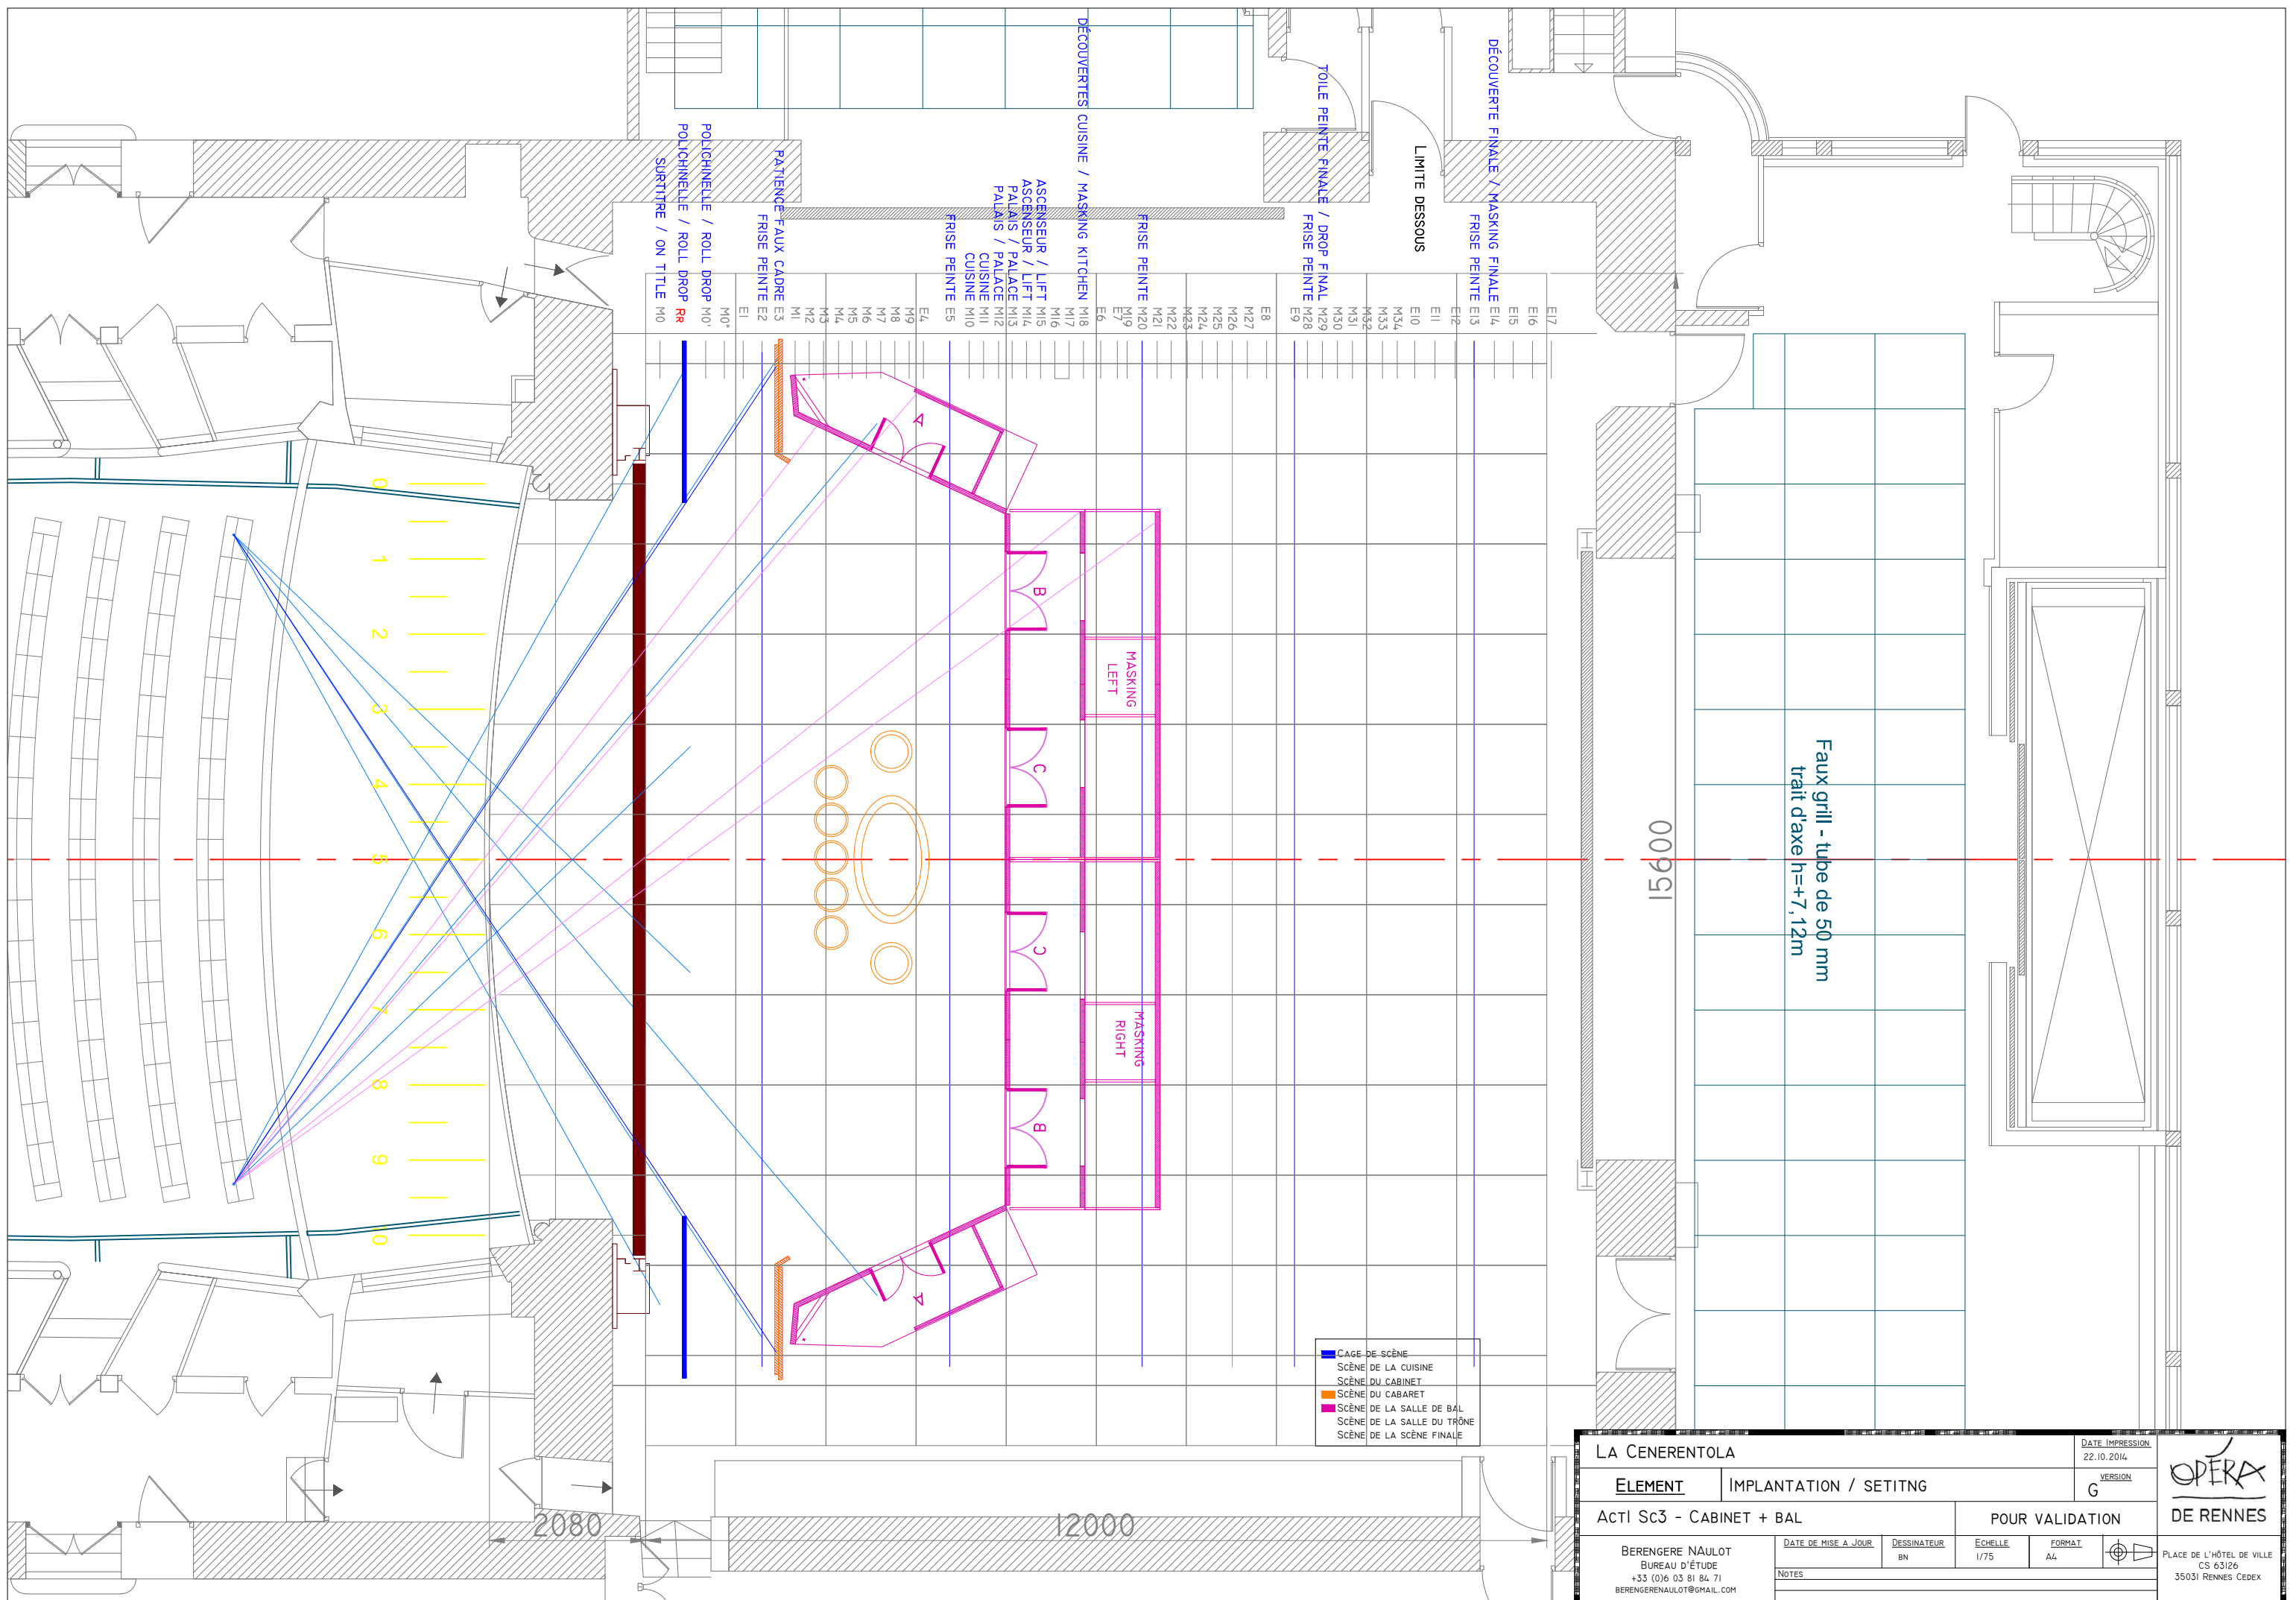 SURTITRE / ON TITLE M0
POLICHINELLE / ROLL DROP RR
POLICHINELLE / ROLL DROP M0'
M0"
E1
FRISE PEINTE E2
PATIENCE FAUX CADRE E3
M1
M2
M3
M4
M5
M6
M7
M8
M9
E4
FRISE PEINTE E5
CUISINE M10
CUISINE M11
PALAIS / PALACE M12
PALAIS / PALACE M13
ASCENSEUR / LIFT M14
ASCENSEUR / LIFT M15
M16
M17
DÉCOUVERTES CUISINE / MASKING KITCHEN M18
E6
E7
M19
FRISE PEINTE M20
M21
M22
M23
M24
M25
M26
M27
E8
E9
FRISE PEINTE M28
TOILE PEINTE FINALE / DROP FINAL M29
M30
M31
M32
M33
M34
E10
LIMITE DESSOUS
E11
E12
FRISE PEINTE E13
DÉCOUVERTE FINALE / MASKING FINALE E14
E15
E16
E17
0
1
2
3
4
5
6
7
8
9
10
A
B
C
C
B
A
MASKING
LEFT
MASKING
RIGHT
15600
Faux grill - tube de 50 mm
trait d'axe h=+7,12m
2080
12000
CAGE DE SCÈNE
SCÈNE DE LA CUISINE
SCÈNE DU CABINET
SCÈNE DU CABARET
SCÈNE DE LA SALLE DE BAL
SCÈNE DE LA SALLE DU TRÔNE
SCÈNE DE LA SCÈNE FINALE
LA CENERENTOLA
DATE IMPRESSION
22.10.2014
ELEMENT
IMPLANTATION / SETITNG
VERSION
G
ACT1 SC3 - CABINET + BAL
POUR VALIDATION
BERENGERE NAULOT
BUREAU D'ÉTUDE
+33 (0)6 03 81 84 71
BERENGERENAULOT@GMAIL.COM
DATE DE MISE A JOUR
DESSINATEUR
BN
ECHELLE
1/75
FORMAT
A4
NOTES
OPÉRA
DE RENNES
PLACE DE L'HÔTEL DE VILLE
CS 63126
35031 RENNES CEDEX